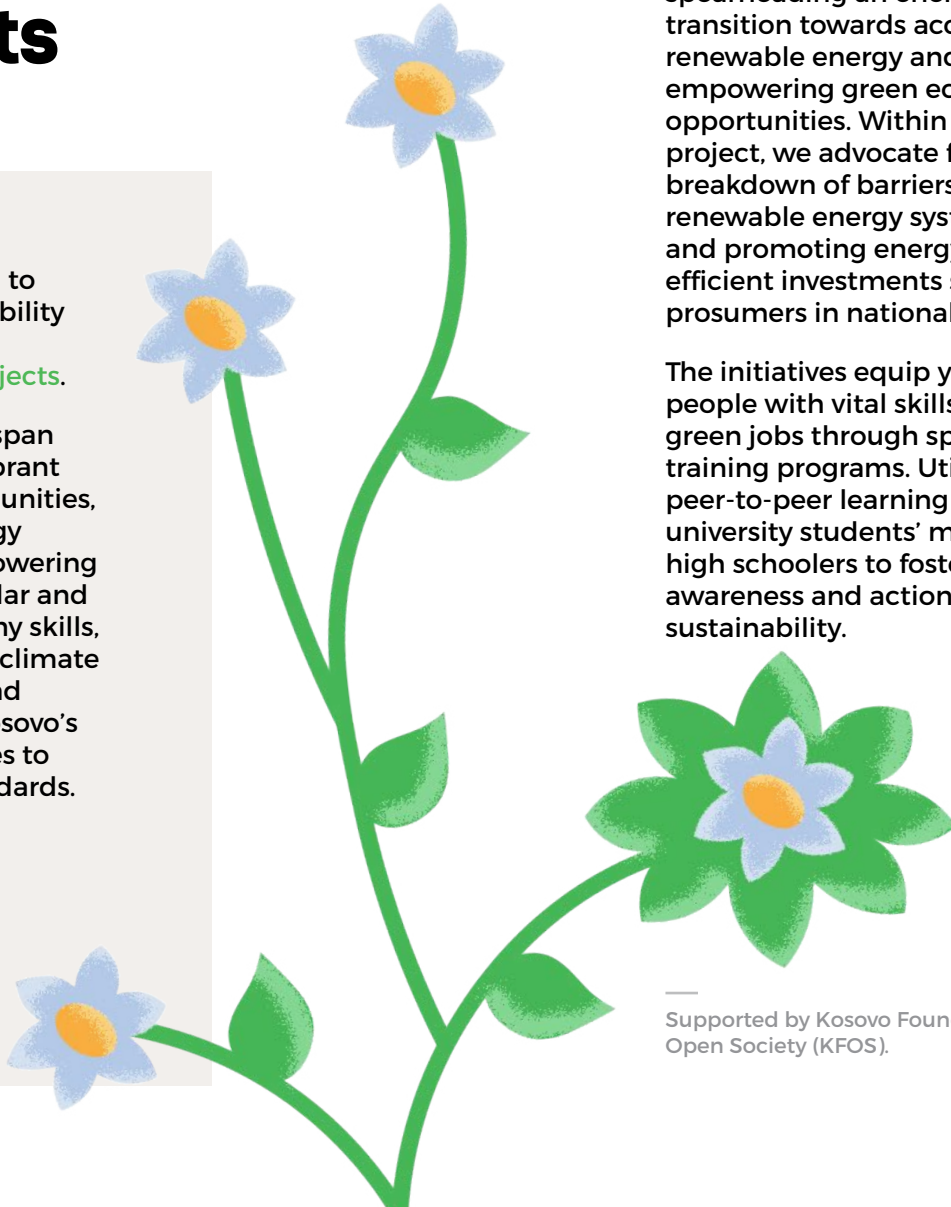 ts
to
bility
jects.
span
brant
unities,
gy
owering
lar and
ny skills,
climate
nd
sovo's
es to
dards.
transition towards acc
renewable energy and
empowering green ec
opportunities. Within
project, we advocate f
breakdown of barriers
renewable energy sys
and promoting energy
efficient investments s
prosumers in national
The initiatives equip y
people with vital skills
green jobs through sp
training programs. Uti
peer-to-peer learning
university students' m
high schoolers to foste
awareness and action
sustainability.
Supported by Kosovo Foun
Open Society (KFOS).